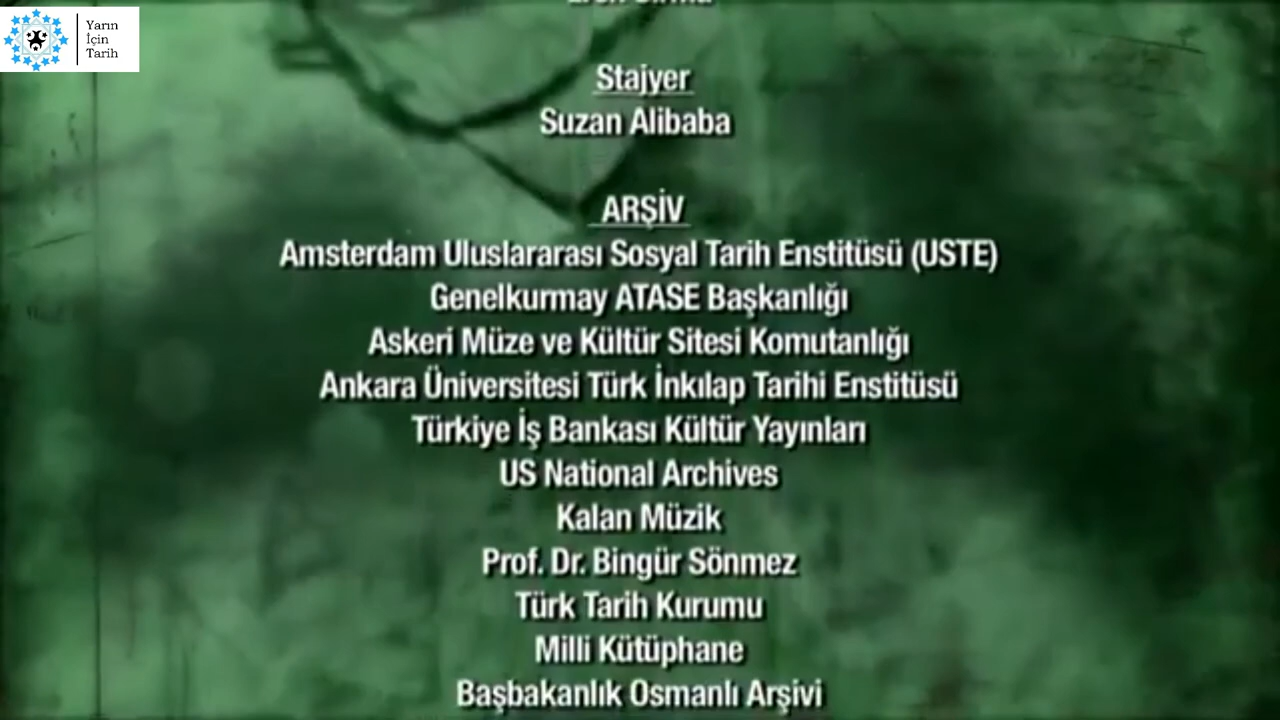 Yarın
İçin
Tarih
Stajyer
Suzan Alibaba
ARŞİV
Amsterdam Uluslararası Sosyal Tarih Enstitüsü (USTE)
Genelkurmay ATASE Başkanlığı
Askeri Müze ve Kültür Sitesi Komutanlığı
Ankara Üniversitesi Türk İnkılap Tarihi Enstitüsü
Türkiye İş Bankası Kültür Yayınları
US National Archives
Kalan Müzik
Prof. Dr. Bingür Sönmez
Türk Tarih Kurumu
Milli Kütüphane
Başbakanlık Osmanlı Arşivi